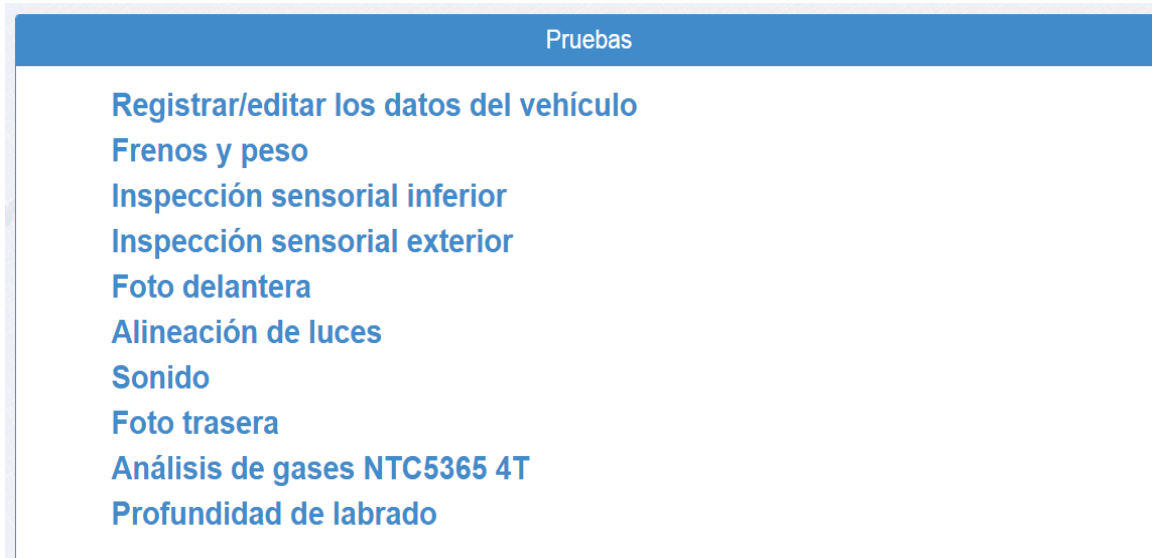 Pruebas
Registrar/editar los datos del vehículo
Frenos y peso
Inspección sensorial inferior
Inspección sensorial exterior
Foto delantera
Alineación de luces
Sonido
Foto trasera
Análisis de gases NTC5365 4T
Profundidad de labrado